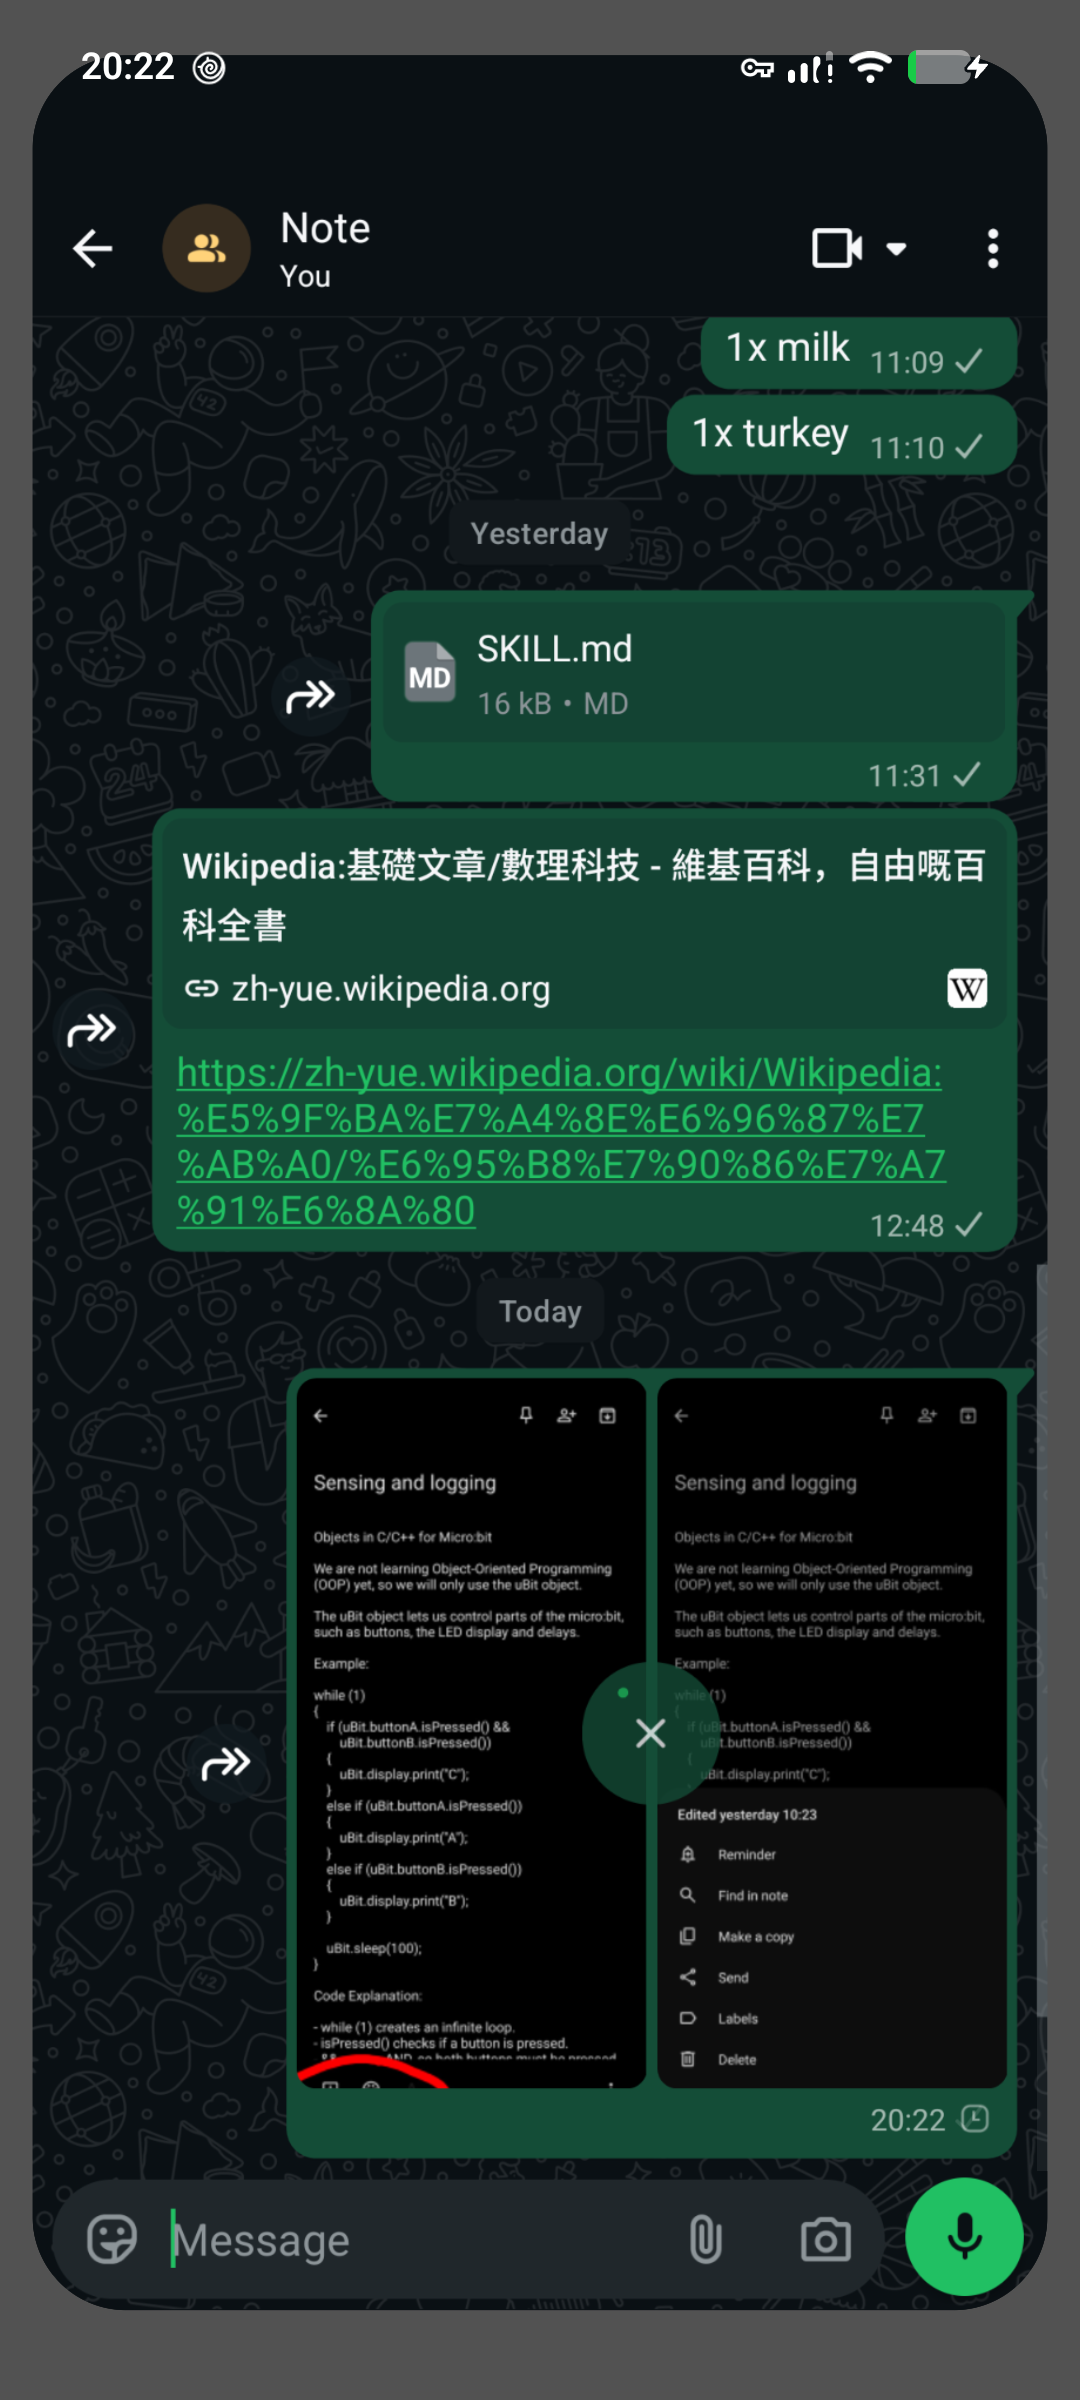 20:22
Note
You
1x milk 11:09
1x turkey 11:10
Yesterday
MD
SKILL.md
16 kB • MD
11:31
Wikipedia:基礎文章/數理科技 - 維基百科，自由嘅百
科全書
zh-yue.wikipedia.org
W
https://zh-yue.wikipedia.org/wiki/Wikipedia:
%E5%9F%BA%E7%A4%8E%E6%96%87%E7
%AB%A0/%E6%95%B8%E7%90%86%E7%A7
%91%E6%8A%80
12:48
Today
Sensing and logging
Objects in C/C++ for Micro:bit
We are not learning Object-Oriented Programming
(OOP) yet, so we will only use the uBit object.
The uBit object lets us control parts of the micro:bit,
such as buttons, the LED display and delays.
Example:
while (1)
{
if (uBit.buttonA.isPressed() &&
uBit.buttonB.isPressed())
{
uBit.display.print("C");
}
else if (uBit.buttonA.isPressed())
{
uBit.display.print("A");
}
else if (uBit.buttonB.isPressed())
{
uBit.display.print("B");
}
uBit.sleep(100);
}
Code Explanation:
- while (1) creates an infinite loop.
- isPressed() checks if a button is pressed.
Sensing and logging
Objects in C/C++ for Micro:bit
We are not learning Object-Oriented Programming
(OOP) yet, so we will only use the uBit object.
The uBit object lets us control parts of the micro:bit,
such as buttons, the LED display and delays.
Example:
while (1)
{
if (uBit.buttonA.isPressed() &&
uBit.buttonB.isPressed())
{
uBit.display.print("C");
Edited yesterday 10:23
Reminder
Find in note
Make a copy
Send
Labels
Delete
20:22
Message